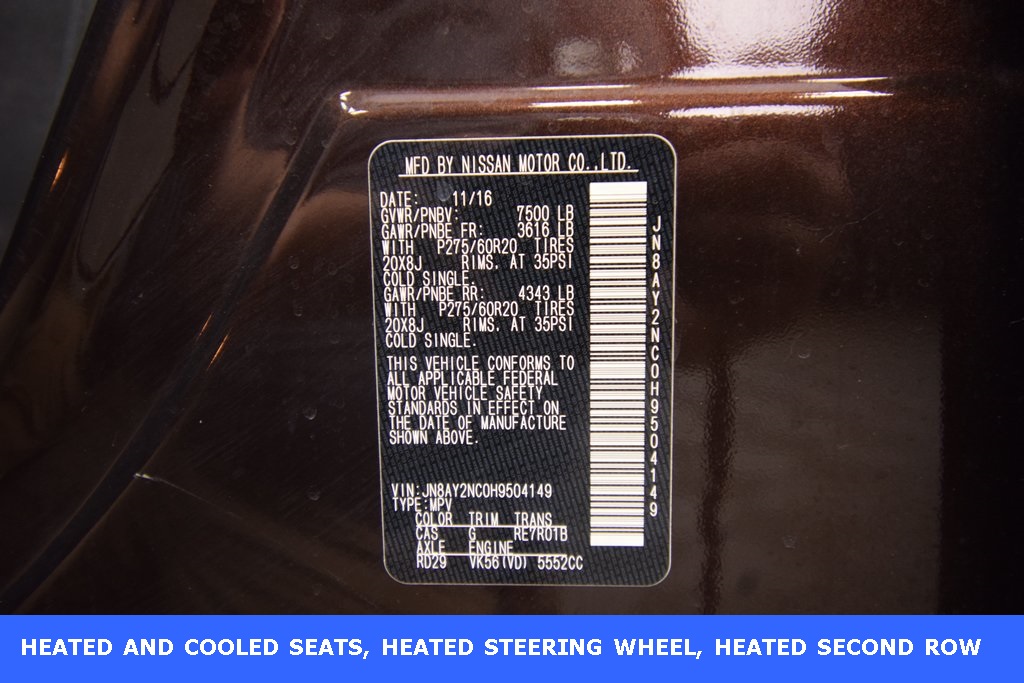 MFD BY NISSAN MOTOR CO.,LTD.
DATE: 11/16
GVWR/PNBV: 7500 LB
GAWR/PNBE FR: 3616 LB
WITH P275/60R20 TIRES
20X8J RIMS. AT 35PSI
COLD SINGLE.
GAWR/PNBE RR: 4343 LB
WITH P275/60R20 TIRES
20X8J RIMS. AT 35PSI
COLD SINGLE.
THIS VEHICLE CONFORMS TO
ALL APPLICABLE FEDERAL
MOTOR VEHICLE SAFETY
STANDARDS IN EFFECT ON
THE DATE OF MANUFACTURE
SHOWN ABOVE.
VIN:JN8AY2NC0H9504149
TYPE:MPV
COLOR TRIM TRANS
CAS G RE7R01B
AXLE ENGINE
RD29 VK56(VD) 5552CC
JN8AY2NC0H9504149
HEATED AND COOLED SEATS, HEATED STEERING WHEEL, HEATED SECOND ROW